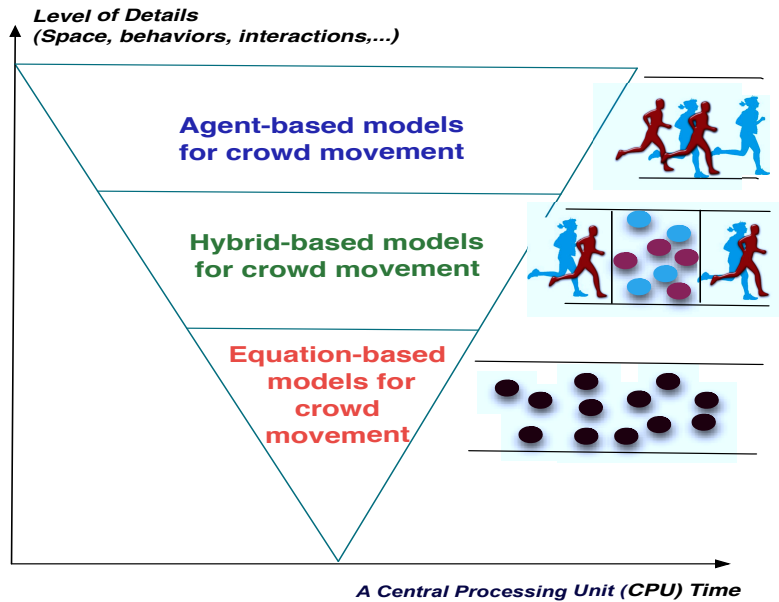 Level of Details
(Space, behaviors, interactions,...)
Agent-based models
for crowd movement
Hybrid-based models
for crowd movement
Equation-based
models for
crowd
movement
A Central Processing Unit (CPU) Time